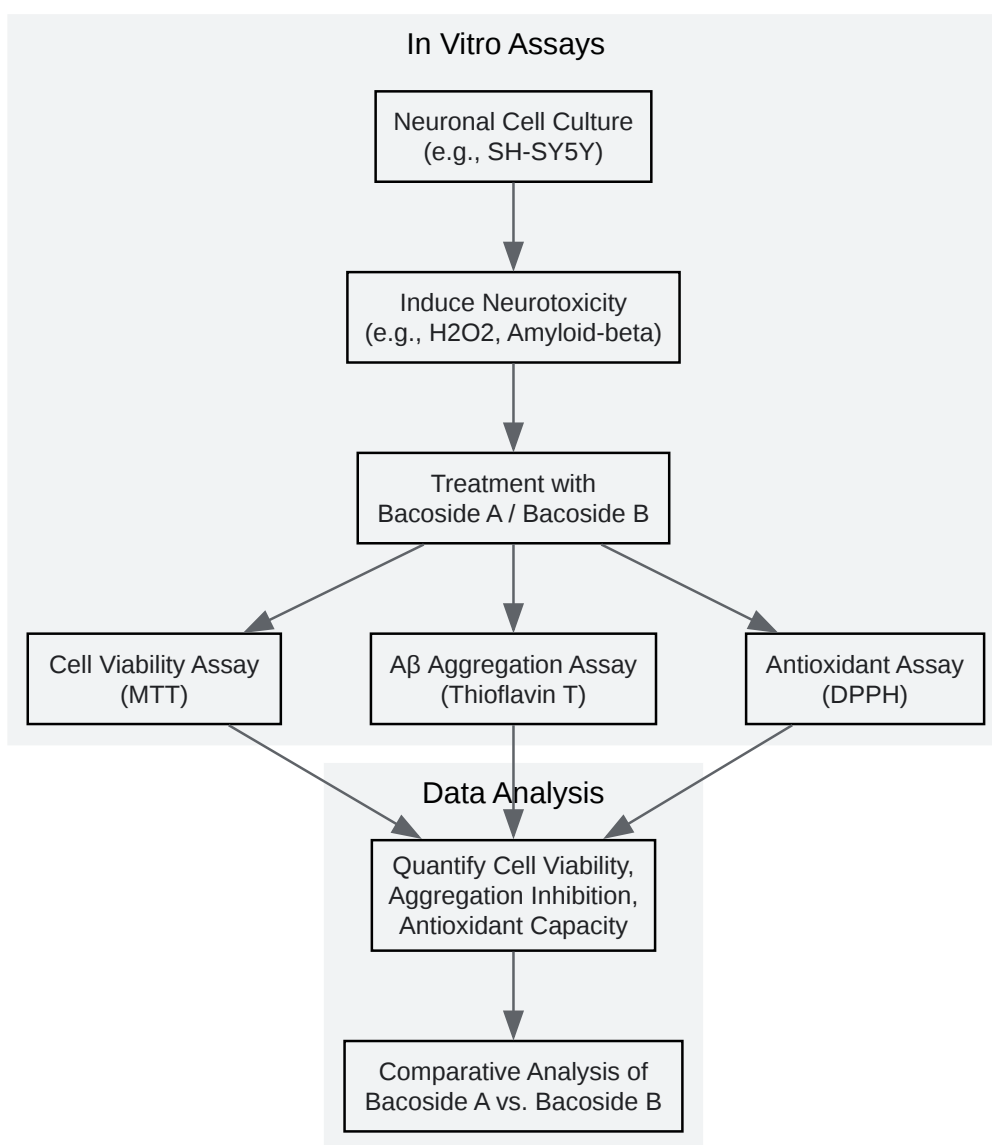 In Vitro Assays
Neuronal Cell Culture
(e.g., SH-SY5Y)
Induce Neurotoxicity
(e.g., H2O2, Amyloid-beta)
Treatment with
Bacoside A / Bacoside B
Cell Viability Assay
(MTT)
Aβ Aggregation Assay
(Thioflavin T)
Antioxidant Assay
(DPPH)
Data Analysis
Quantify Cell Viability,
Aggregation Inhibition,
Antioxidant Capacity
Comparative Analysis of
Bacoside A vs. Bacoside B